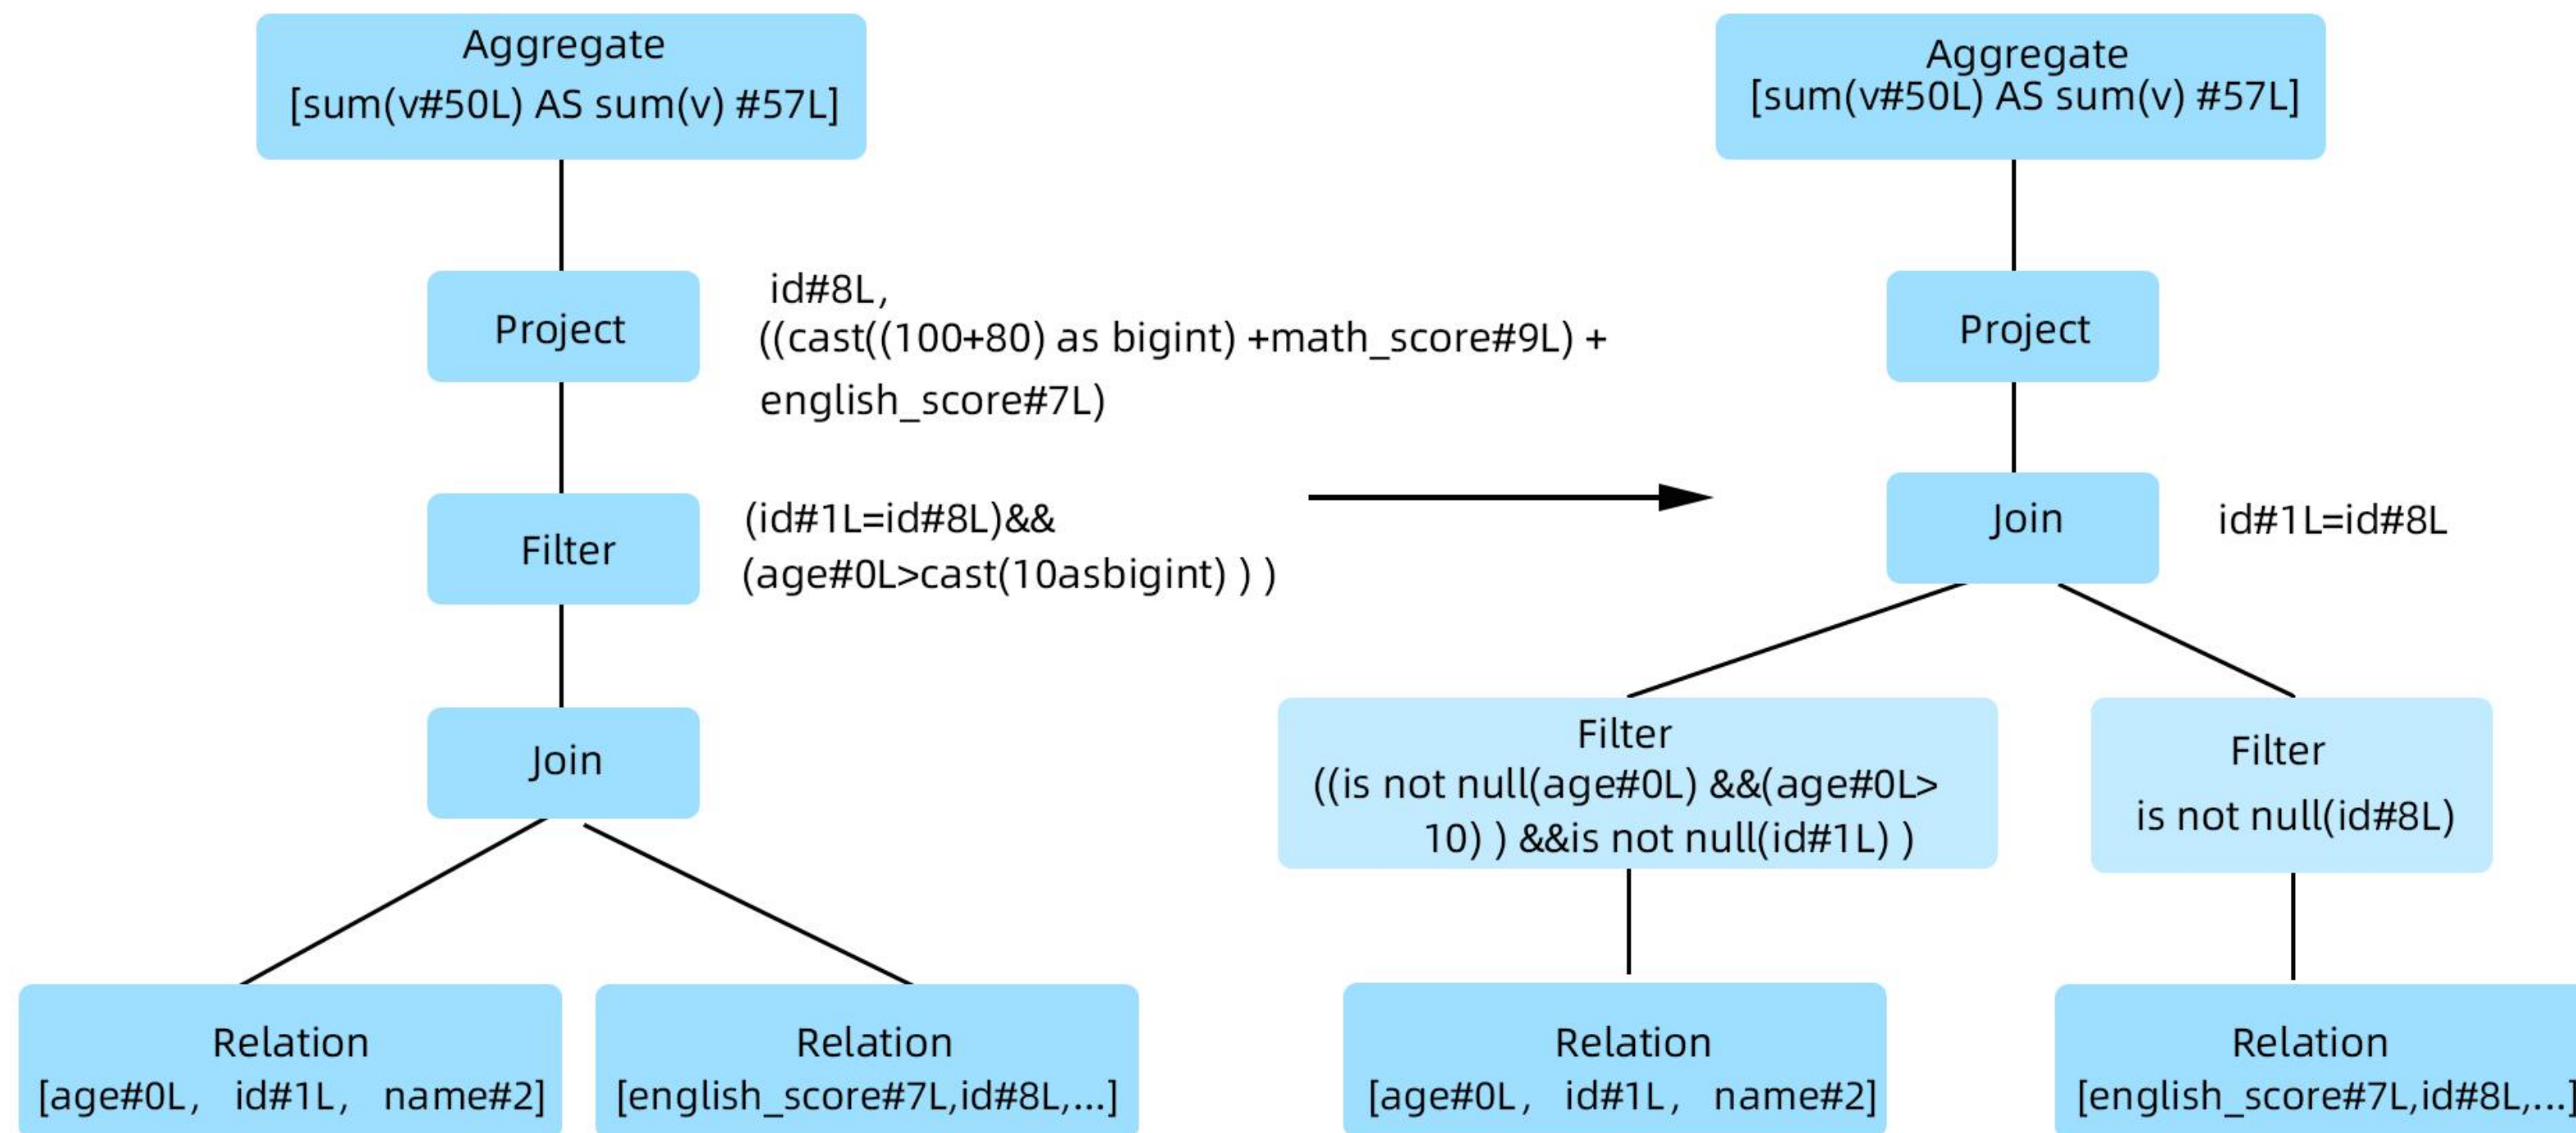 Aggregate
[sum(v#50L) AS sum(v) #57L]
Project
id#8L,
((cast((100+80) as bigint) +math_score#9L) +
english_score#7L)
Filter
(id#1L=id#8L)&&
(age#0L>cast(10asbigint) ) )
Join
Relation
[age#0L, id#1L, name#2]
Relation
[english_score#7L,id#8L,...]
Aggregate
[sum(v#50L) AS sum(v) #57L]
Project
Join
id#1L=id#8L
Filter
((is not null(age#0L) &&(age#0L>
10) ) &&is not null(id#1L) )
Filter
is not null(id#8L)
Relation
[age#0L, id#1L, name#2]
Relation
[english_score#7L,id#8L,...]